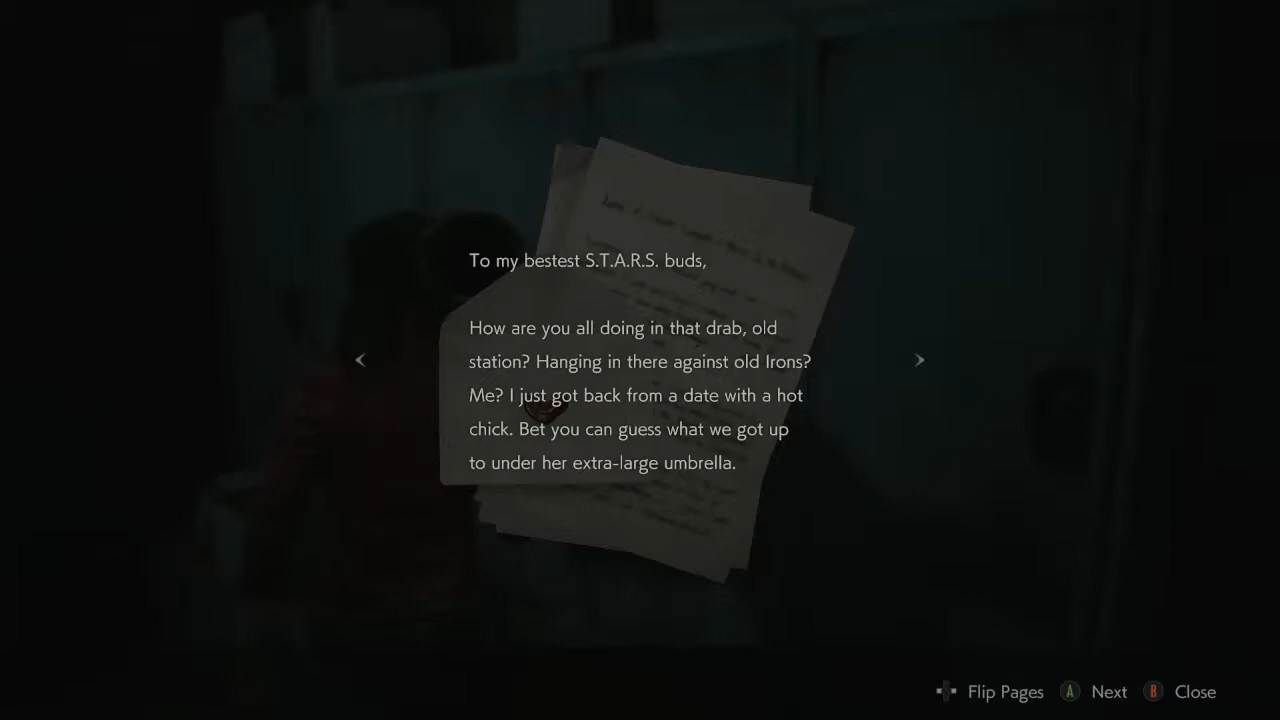 To my bestest S.T.A.R.S. buds,
How are you all doing in that drab, old
station? Hanging in there against old Irons?
Me? I just got back from a date with a hot
chick. Bet you can guess what we got up
to under her extra-large umbrella.
Flip Pages A Next B Close